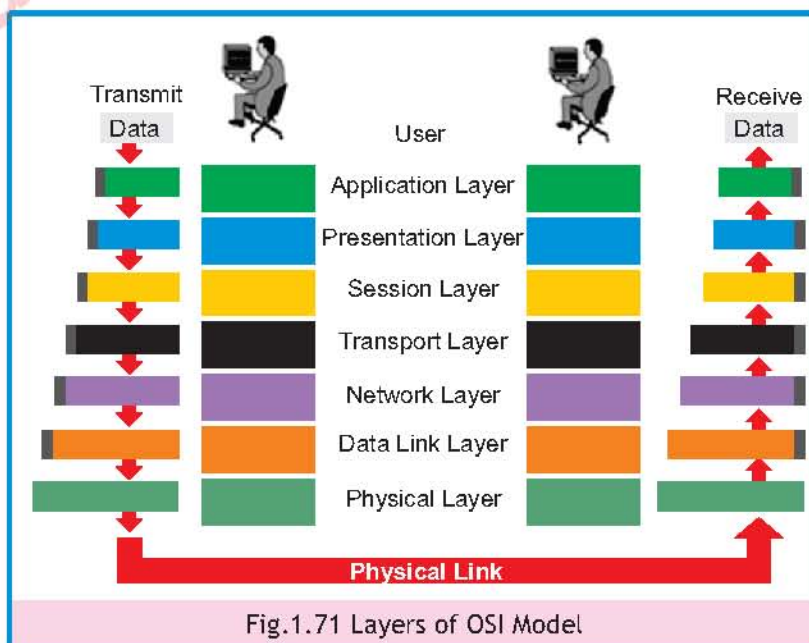 Transmit
Receive
Data
User
Data
Application Layer
Presentation Layer
Session Layer
Transport Layer
Network Layer
Data Link Layer
Physical Layer
Physical Link
Fig.1.71 Layers of OSI Model